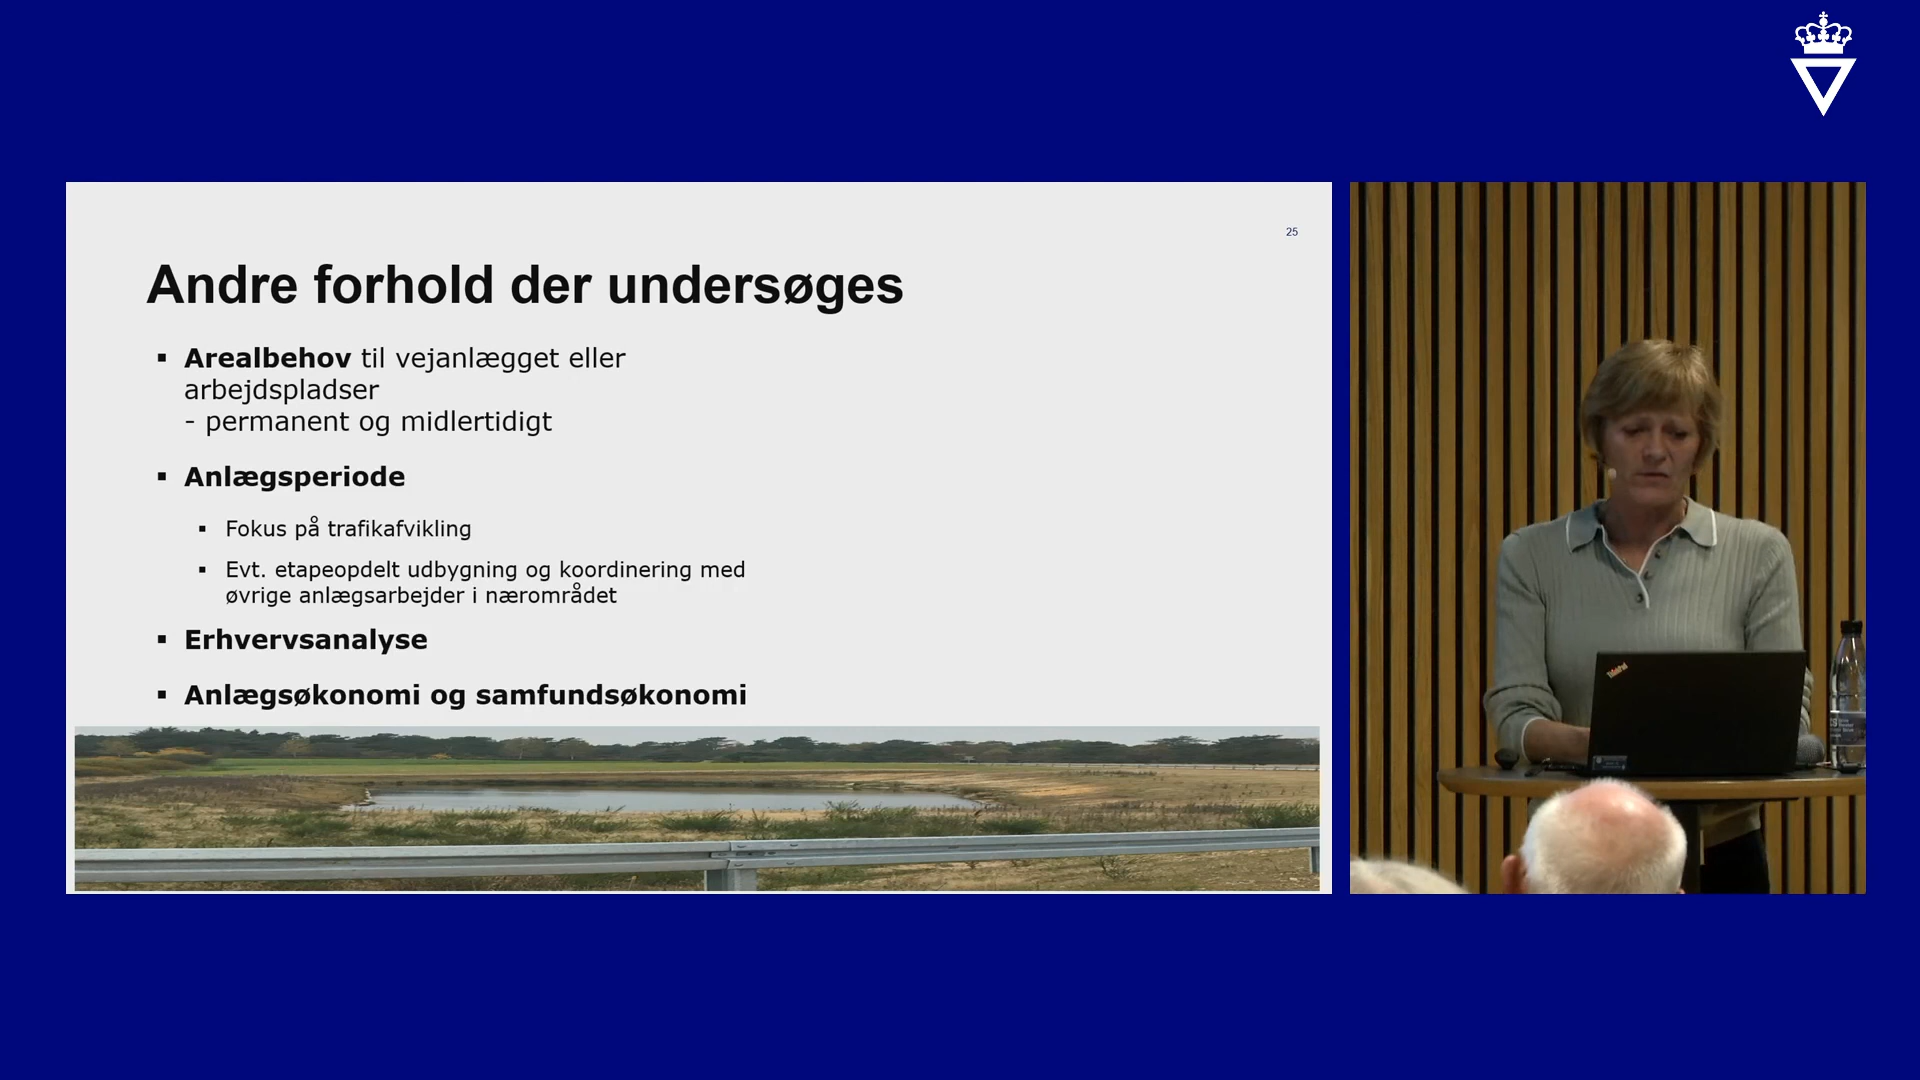 25
Andre forhold der undersøges
▪ Arealbehov til vejanlægget eller
arbejdspladser
- permanent og midlertidigt
▪ Anlægsperiode
▪ Fokus på trafikafvikling
▪ Evt. etapeopdelt udbygning og koordinering med
øvrige anlægsarbejder i nærområdet
▪ Erhvervsanalyse
▪ Anlægsøkonomi og samfundsøkonomi
ThinkPad